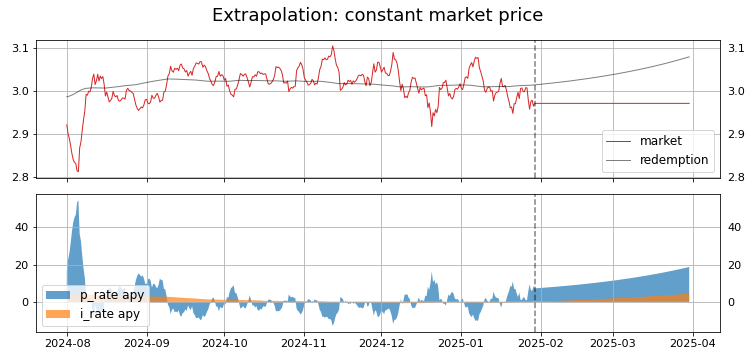 Extrapolation: constant market price
3.1 3.1
3.0 3.0
2.9 2.9
2.8 2.8
market
redemption
40 40
20 20
0 0
p_rate apy
i_rate apy
2024-08 2024-09 2024-10 2024-11 2024-12 2025-01 2025-02 2025-03 2025-04